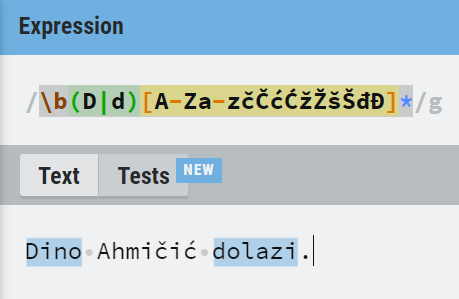 Expression
/\b(D|d)[A-Za-zčČćĆžŽšŠđĐ]*/g
Text Tests NEW
Dino Ahmičić dolazi.